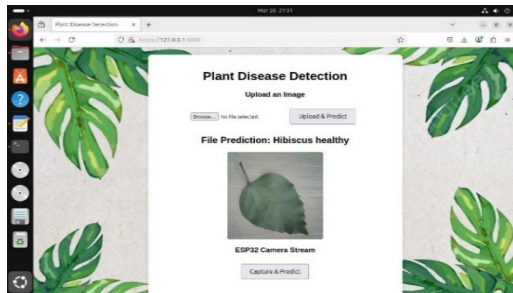 Mar 26 21:31
Plant Disease Detection
https://127.0.0.1:5000
Plant Disease Detection
Upload an Image
Browse... No file selected.
Upload & Predict
File Prediction: Hibiscus healthy
ESP32 Camera Stream
Capture & Predict